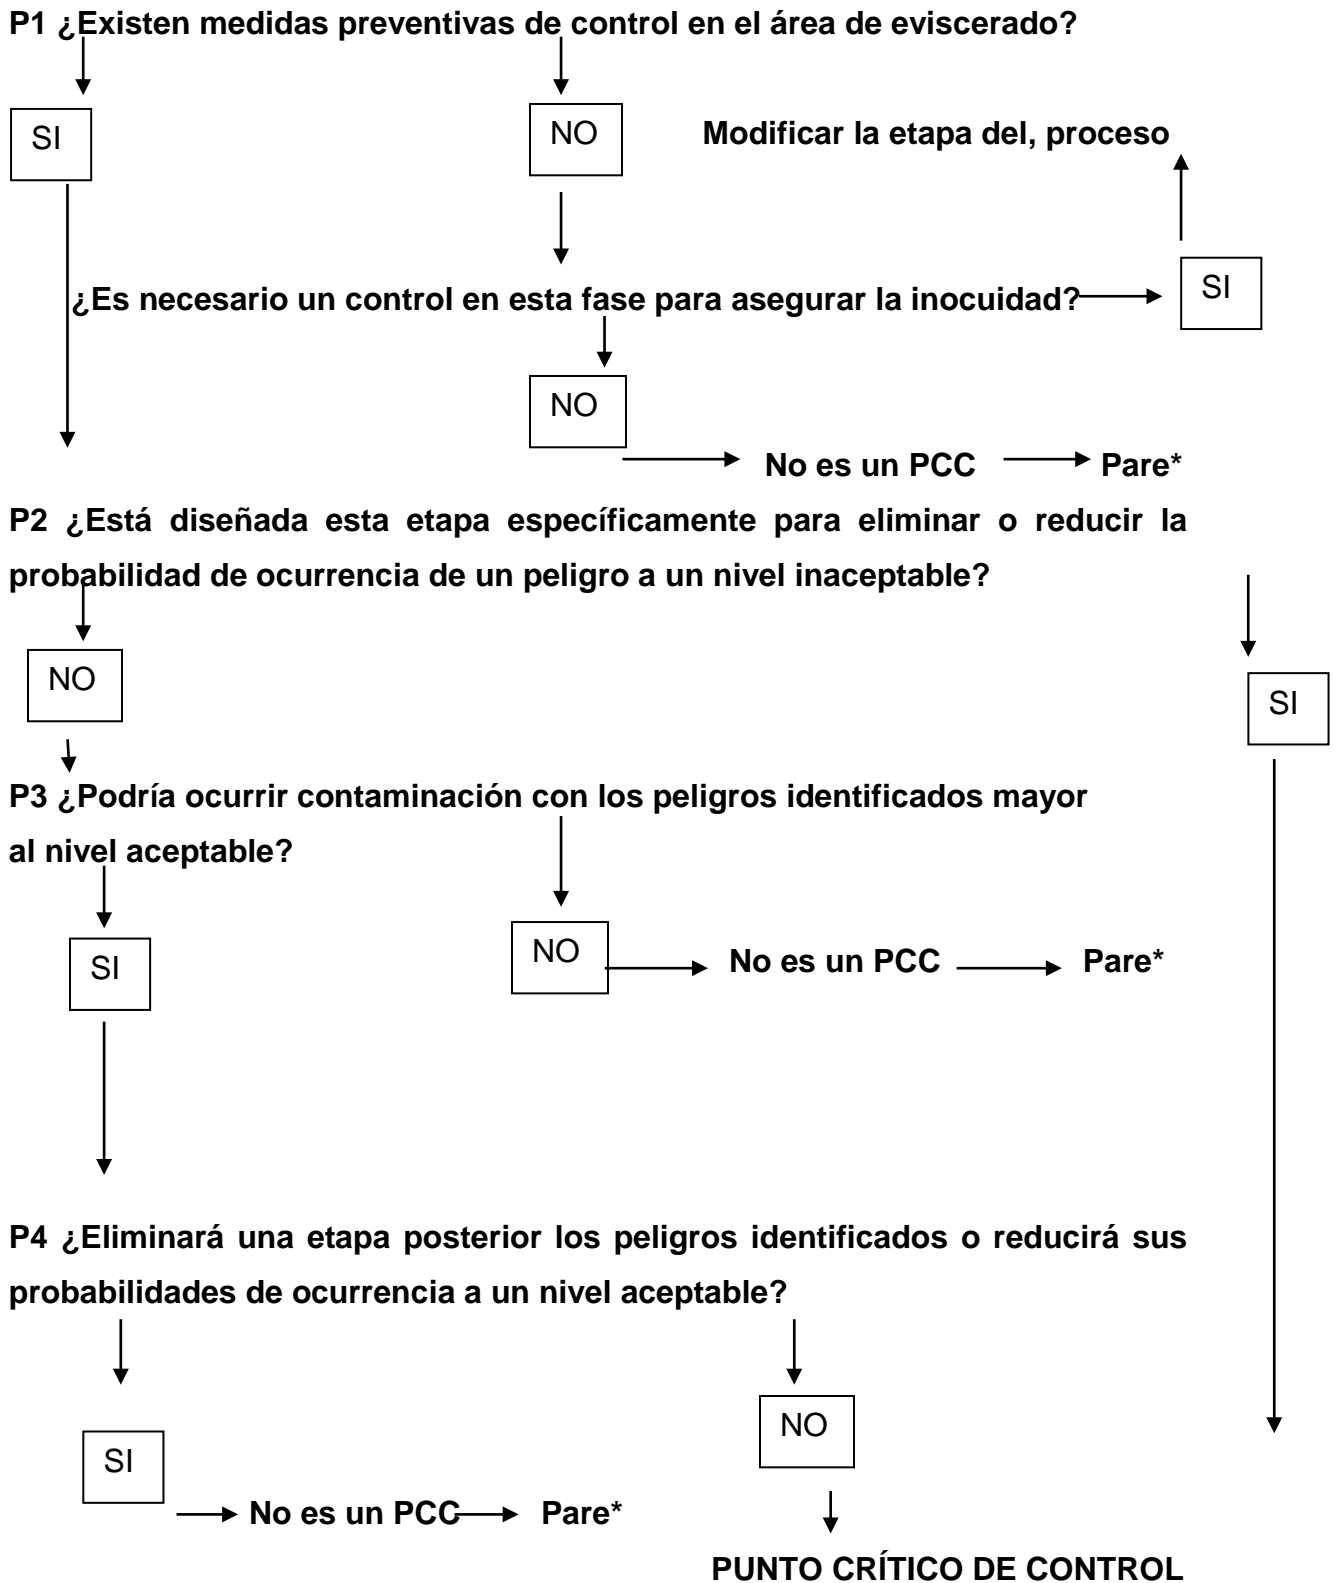 P1 ¿Existen medidas preventivas de control en el área de eviscerado?
SI
NO
Modificar la etapa del, proceso
¿Es necesario un control en esta fase para asegurar la inocuidad?
SI
NO
No es un PCC
Pare*
P2 ¿Está diseñada esta etapa específicamente para eliminar o reducir la
probabilidad de ocurrencia de un peligro a un nivel inaceptable?
NO
SI
P3 ¿Podría ocurrir contaminación con los peligros identificados mayor
al nivel aceptable?
SI
NO
No es un PCC
Pare*
P4 ¿Eliminará una etapa posterior los peligros identificados o reducirá sus
probabilidades de ocurrencia a un nivel aceptable?
SI
NO
No es un PCC
Pare*
PUNTO CRÍTICO DE CONTROL